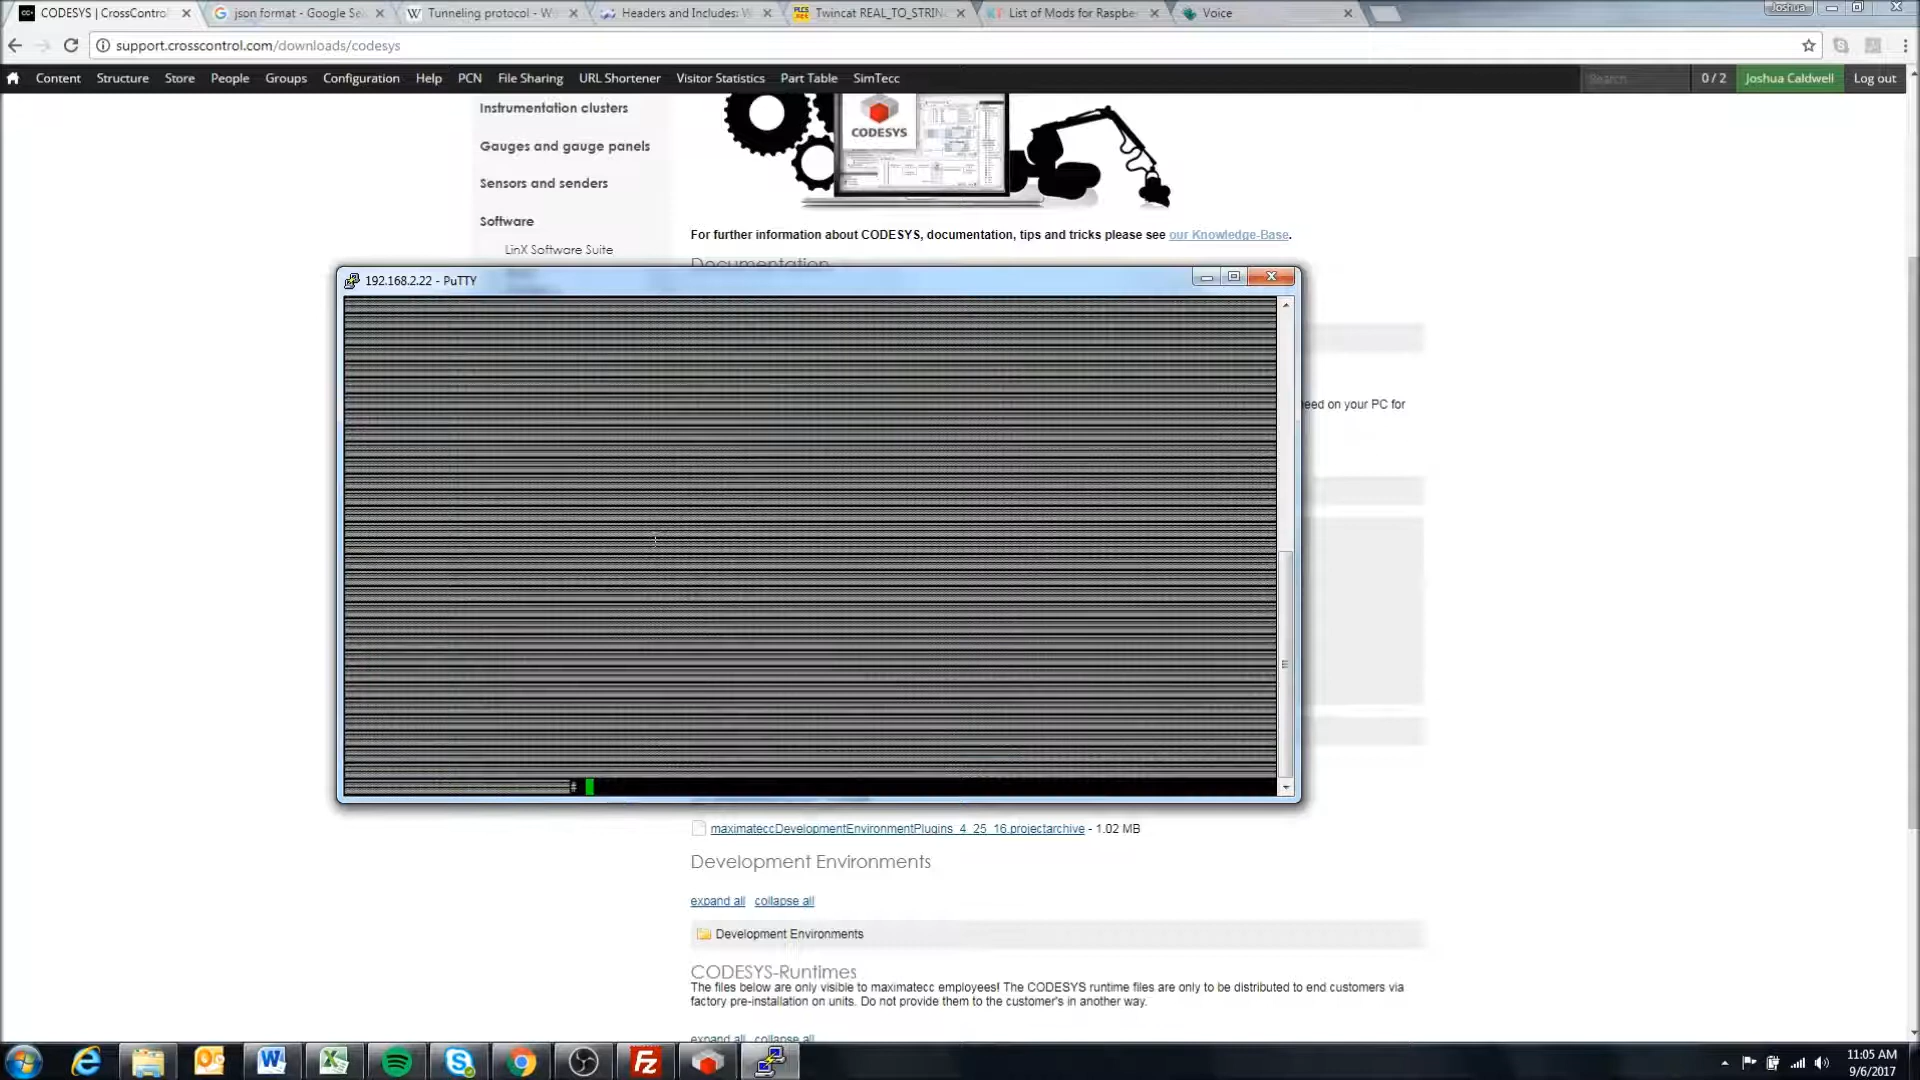 CODESYS | CrossControl
json format - Google Se
Tunneling protocol - W
Headers and Includes: W
Twincat REAL_TO_STRIN
List of Mods for Raspbe
Voice
Joshua
support.crosscontrol.com/downloads/codesys
Content Structure Store People Groups Configuration Help PCN File Sharing URL Shortener Visitor Statistics Part Table SimTecc
Search
0 / 2
Joshua Caldwell
Log out
Instrumentation clusters
Gauges and gauge panels
Sensors and senders
Software
LinX Software Suite
CODESYS
For further information about CODESYS, documentation, tips and tricks please see our Knowledge-Base.
Documentation
192.168.2.22 - PuTTY
need on your PC for
#
maximateccDevelopmentEnvironmentPlugins_4_25_16.projectarchive - 1.02 MB
Development Environments
expand all collapse all
Development Environments
CODESYS-Runtimes
The files below are only visible to maximatecc employees! The CODESYS runtime files are only to be distributed to end customers via
factory pre-installation on units. Do not provide them to the customer's in another way.
expand all collapse all
11:05 AM
9/6/2017